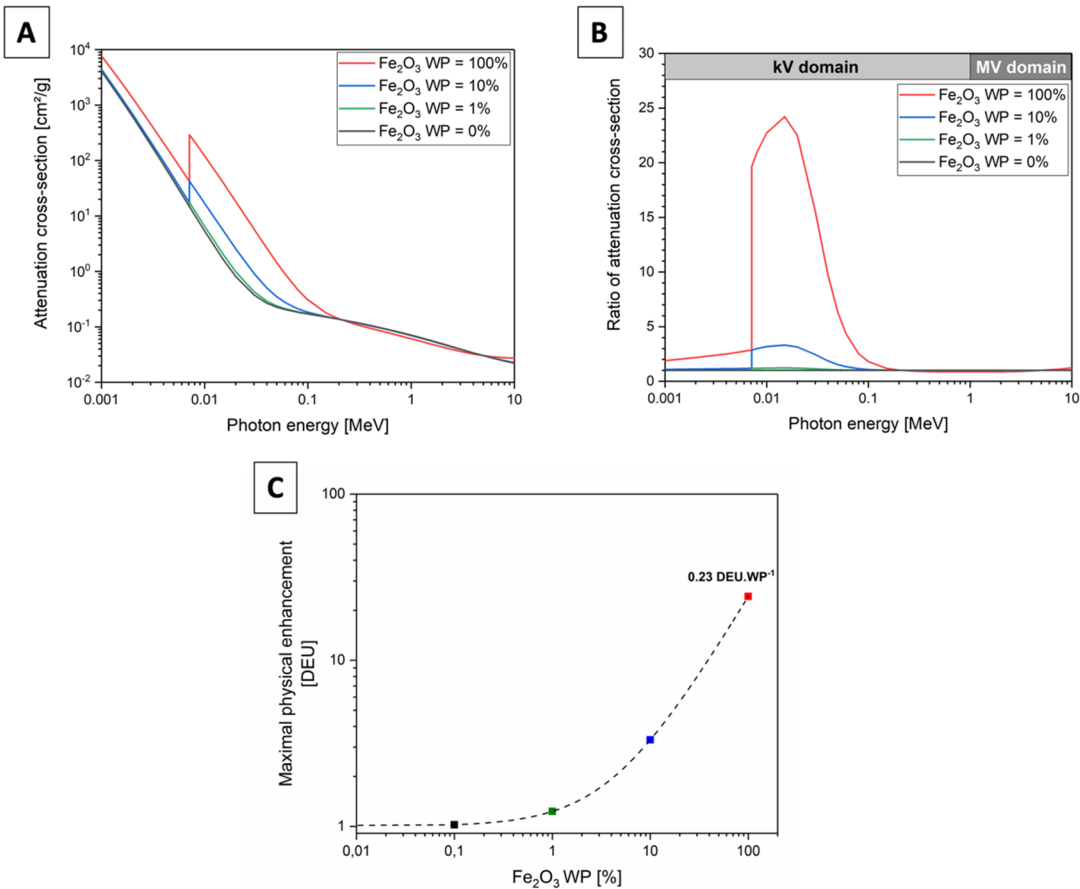 A
Attenuation cross-section [cm²/g]
10⁴
10³
10²
10¹
10⁰
10⁻¹
10⁻²
Fe₂O₃ WP = 100%
Fe₂O₃ WP = 10%
Fe₂O₃ WP = 1%
Fe₂O₃ WP = 0%
0.001 0.01 0.1 1 10
Photon energy [MeV]
B
Ratio of attenuation cross-section
30
25
20
15
10
5
0
kV domain MV domain
Fe₂O₃ WP = 100%
Fe₂O₃ WP = 10%
Fe₂O₃ WP = 1%
Fe₂O₃ WP = 0%
0.001 0.01 0.1 1 10
Photon energy [MeV]
C
Maximal physical enhancement
[DEU]
100
10
1
0.23 DEU.WP⁻¹
0,01 0,1 1 10 100
Fe₂O₃ WP [%]